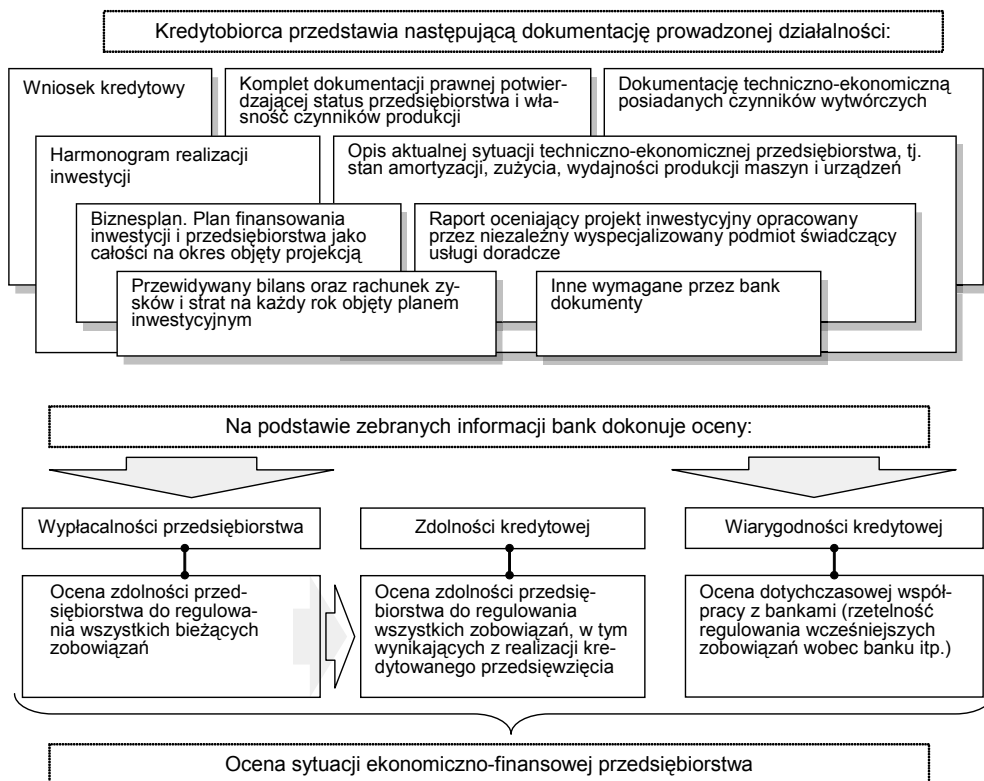 Kredytobiorca przedstawia następującą dokumentację prowadzonej działalności:
Wniosek kredytowy
Komplet dokumentacji prawnej potwier-
dzającej status przedsiębiorstwa i wła-
sność czynników produkcji
Dokumentację techniczno-ekonomiczną
posiadanych czynników wytwórczych
Harmonogram realizacji
inwestycji
Opis aktualnej sytuacji techniczno-ekonomicznej przedsiębiorstwa, tj.
stan amortyzacji, zużycia, wydajności produkcji maszyn i urządzeń
Biznesplan. Plan finansowania
inwestycji i przedsiębiorstwa jako
całości na okres objęty projekcją
Raport oceniający projekt inwestycyjny opracowany
przez niezależny wyspecjalizowany podmiot świadczący
usługi doradcze
Przewidywany bilans oraz rachunek zy-
sków i strat na każdy rok objęty planem
inwestycyjnym
Inne wymagane przez bank
dokumenty
Na podstawie zebranych informacji bank dokonuje oceny:
Wypłacalności przedsiębiorstwa
Zdolności kredytowej
Wiarygodności kredytowej
Ocena zdolności przed-
siębiorstwa do regulowa-
nia wszystkich bieżących
zobowiązań
Ocena zdolności przedsię-
biorstwa do regulowania
wszystkich zobowiązań, w tym
wynikających z realizacji kre-
dytowanego przedsięwzięcia
Ocena dotychczasowej współ-
pracy z bankami (rzetelność
regulowania wcześniejszych
zobowiązań wobec banku itp.)
Ocena sytuacji ekonomiczno-finansowej przedsiębiorstwa